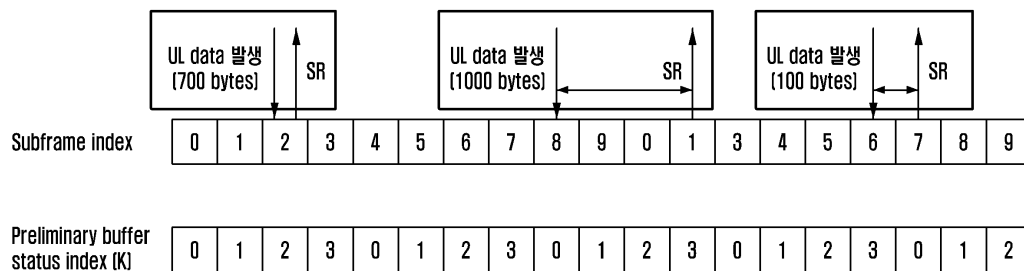 UL data 발생
(700 bytes)
SR
UL data 발생
(1000 bytes)
SR
UL data 발생
(100 bytes)
SR
Subframe index 0 1 2 3 4 5 6 7 8 9 0 1 3 4 5 6 7 8 9
Preliminary buffer
status index (K) 0 1 2 3 0 1 2 3 0 1 2 3 0 1 2 3 0 1 2